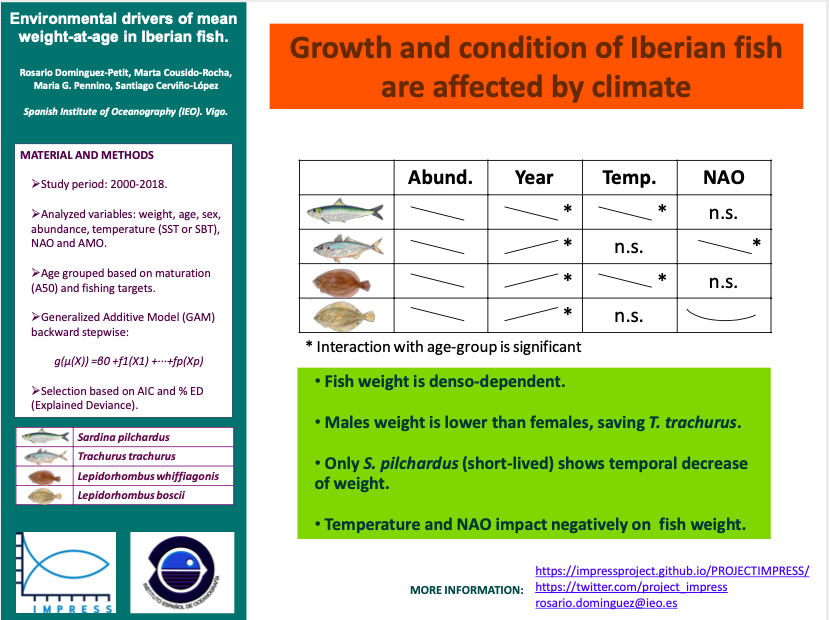 Environmental drivers of mean
weight-at-age in Iberian fish.
Rosario Dominguez-Petit, Marta Cousido-Rocha,
Maria G. Pennino, Santiago Cerviño-López
Spanish Institute of Oceanography (IEO). Vigo.
MATERIAL AND METHODS
➢Study period: 2000-2018.
➢Analyzed variables: weight, age, sex,
abundance, temperature (SST or SBT),
NAO and AMO.
➢Age grouped based on maturation
(A50) and fishing targets.
➢Generalized Additive Model (GAM)
backward stepwise:
g(μ(X)) =β0 +f1(X1) +···+fp(Xp)
➢Selection based on AIC and % ED
(Explained Deviance).
Sardina pilchardus
Trachurus trachurus
Lepidorhombus whiffiagonis
Lepidorhombus boscii
IMPRESS
INSTITUTO ESPAÑOL DE OCEANOGRAFIA
Growth and condition of Iberian fish
are affected by climate
Abund. Year Temp. NAO
* * n.s.
* n.s. *
* * n.s.
* n.s.
* Interaction with age-group is significant
• Fish weight is denso-dependent.
• Males weight is lower than females, saving T. trachurus.
• Only S. pilchardus (short-lived) shows temporal decrease
of weight.
• Temperature and NAO impact negatively on fish weight.
MORE INFORMATION:
https://impressproject.github.io/PROJECTIMPRESS/
https://twitter.com/project_impress
rosario.dominguez@ieo.es